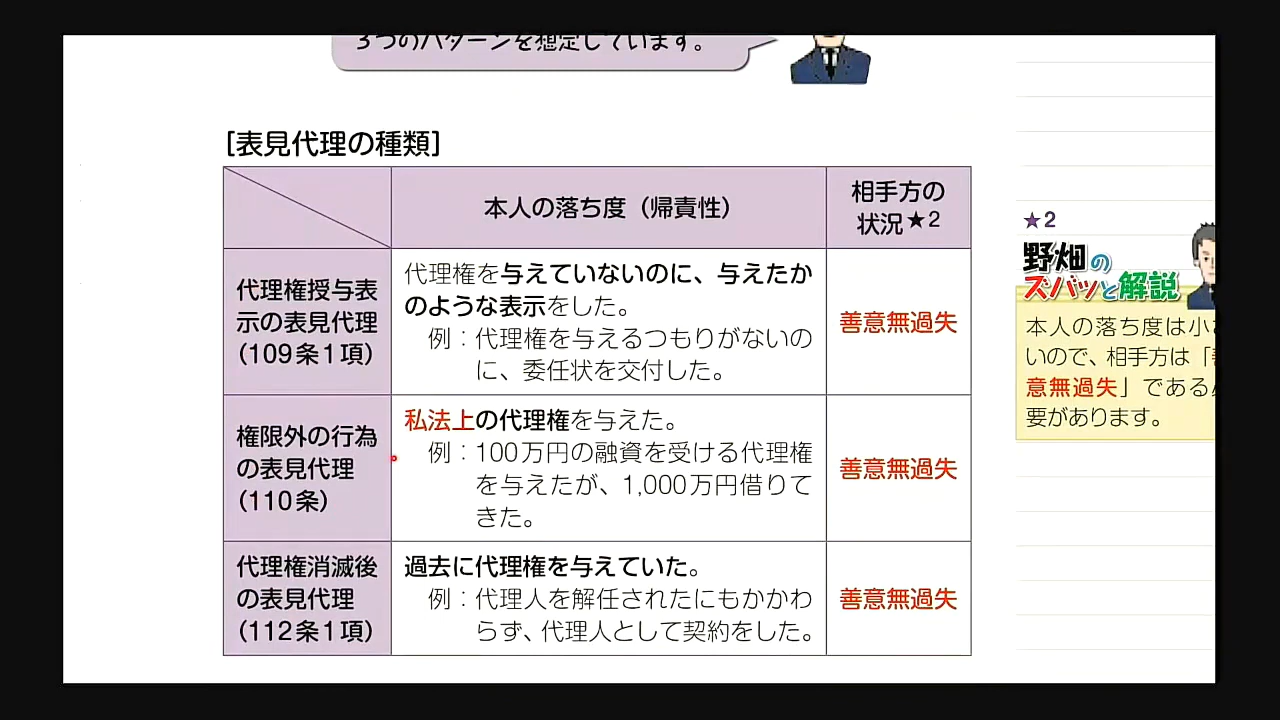 3つのパターンを想定しています。
[表見代理の種類]
本人の落ち度（帰責性）
相手方の
状況★2
代理権授与表
示の表見代理
（109条1項）
代理権を与えていないのに、与えたか
のような表示をした。
例：代理権を与えるつもりがないの
に、委任状を交付した。
善意無過失
権限外の行為
の表見代理
（110条）
私法上の代理権を与えた。
例：100万円の融資を受ける代理権
を与えたが、1,000万円借りて
きた。
善意無過失
代理権消滅後
の表見代理
（112条1項）
過去に代理権を与えていた。
例：代理人を解任されたにもかかわ
らず、代理人として契約をした。
善意無過失
★2
野畑の
ズバッと解説
本人の落ち度は小
いので、相手方は「
意無過失」である
要があります。